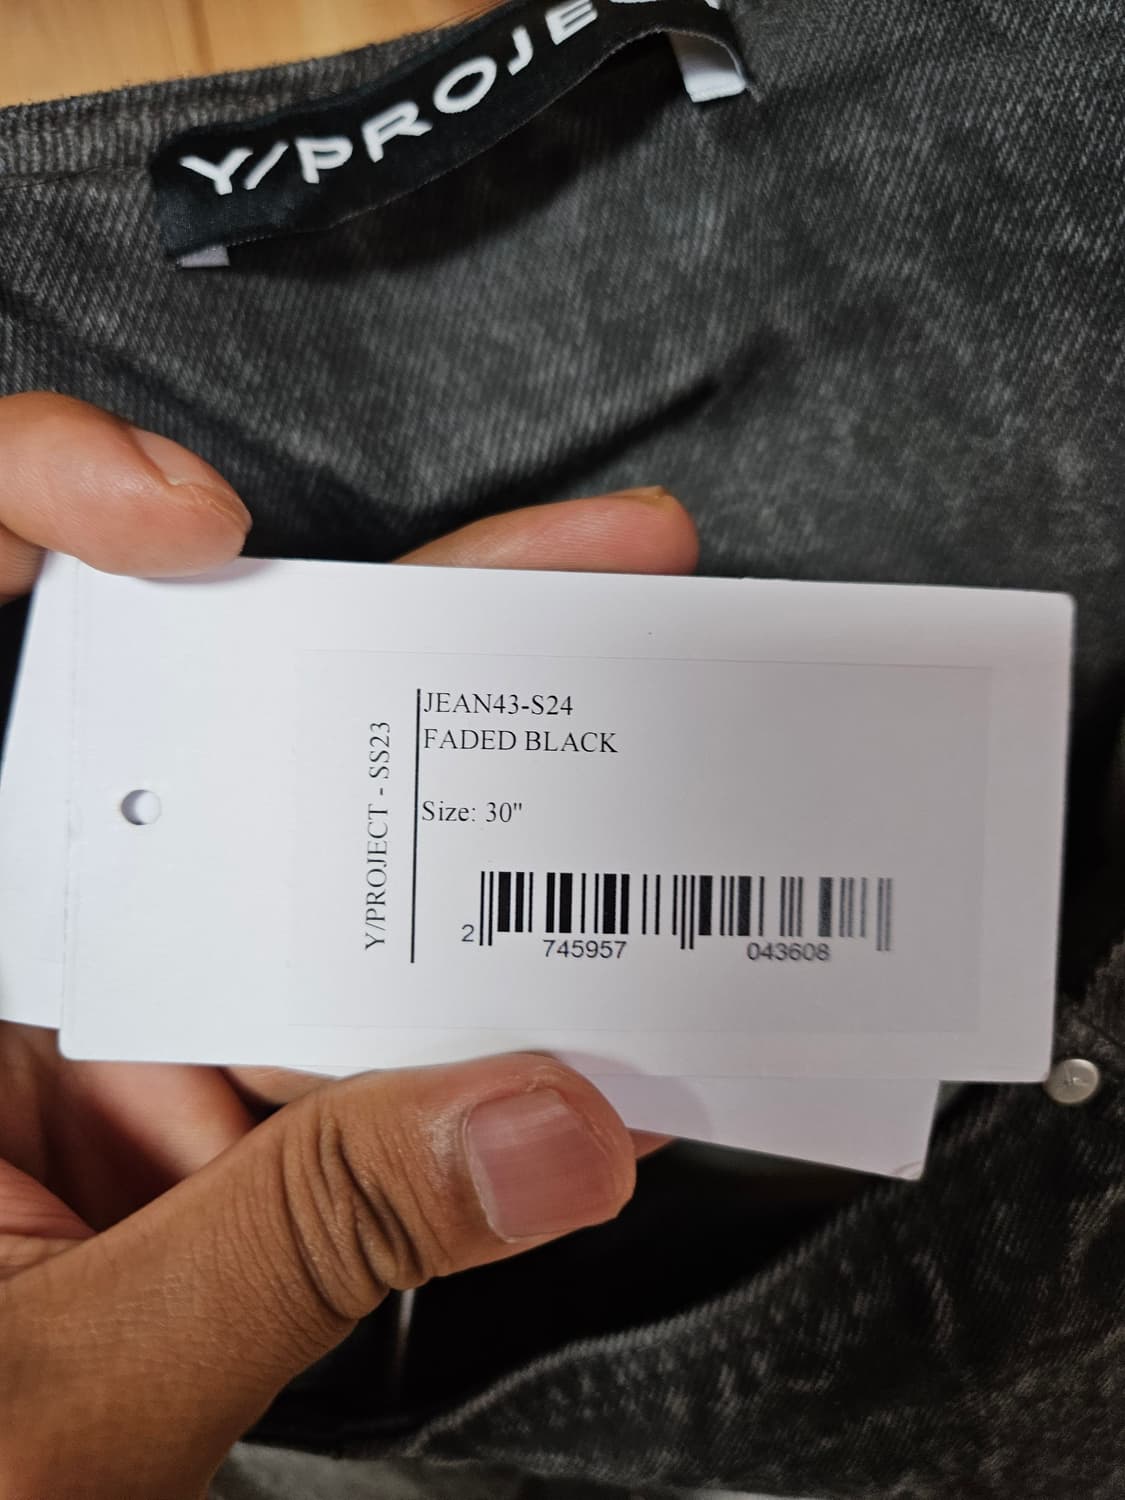 Y/PROJE
JEAN43-S24
FADED BLACK
Size: 30"
Y/PROJECT - SS23
2 745957 043608